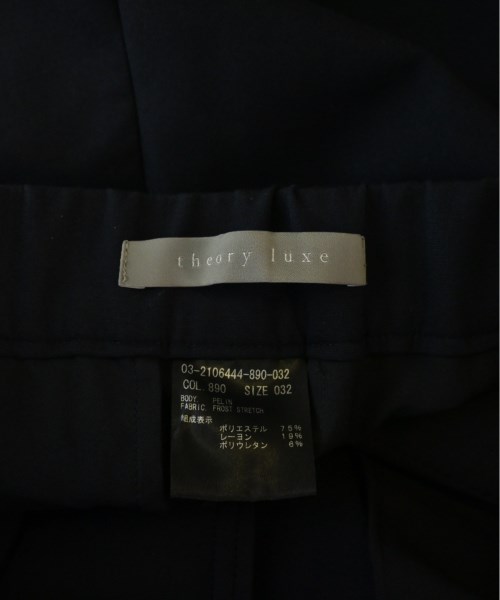 theory luxe
03-2106444-890-032
COL. 890 SIZE 032
BODY. PELIN
FABRIC. FROST STRETCH
組成表示
ポリエステル 75%
レーヨン 19%
ポリウレタン 6%